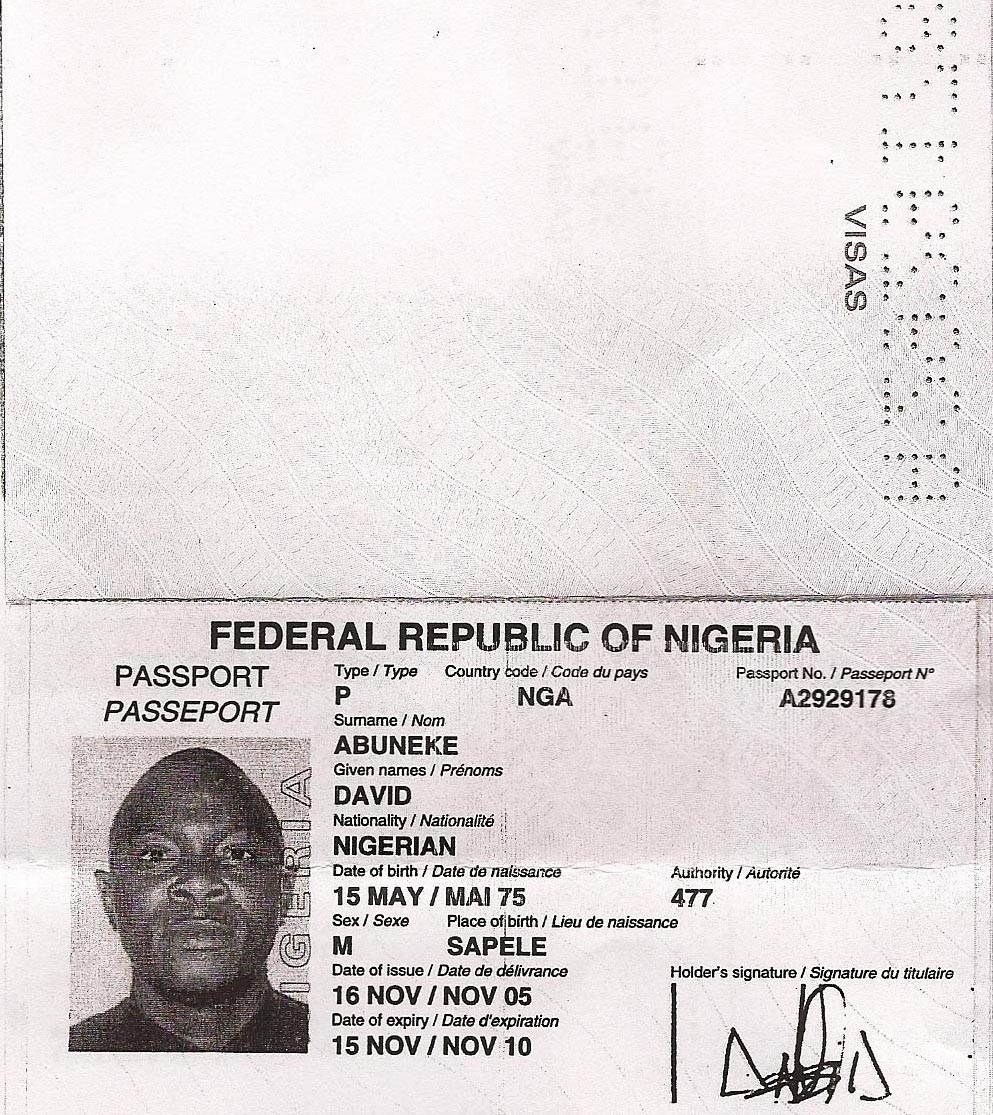 VISAS
FEDERAL REPUBLIC OF NIGERIA
PASSPORT
PASSEPORT
Type / Type Country code / Code du pays Passport No. / Passeport N°
P NGA A2929178
Surname / Nom
ABUNEKE
Given names / Prénoms
DAVID
Nationality / Nationalité
NIGERIAN
Date of birth / Date de naissance Authority / Autorité
15 MAY / MAI 75 477
Sex / Sexe Place of birth / Lieu de naissance
M SAPELE
Date of issue / Date de délivrance Holder's signature / Signature du titulaire
16 NOV / NOV 05
Date of expiry / Date d'expiration
15 NOV / NOV 10
NIGERIA